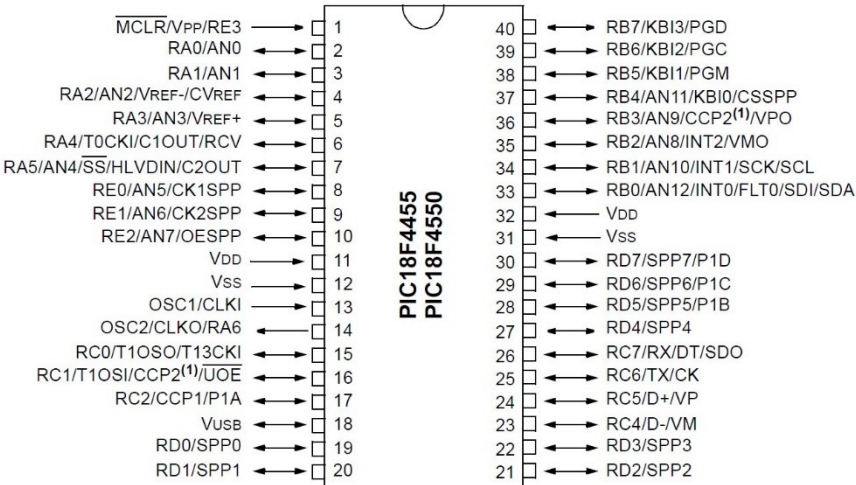 MCLR/VPP/RE3 1
RA0/AN0 2
RA1/AN1 3
RA2/AN2/VREF-/CVREF 4
RA3/AN3/VREF+ 5
RA4/T0CKI/C1OUT/RCV 6
RA5/AN4/SS/HLVDIN/C2OUT 7
RE0/AN5/CK1SPP 8
RE1/AN6/CK2SPP 9
RE2/AN7/OESPP 10
VDD 11
VSS 12
OSC1/CLKI 13
OSC2/CLKO/RA6 14
RC0/T1OSO/T13CKI 15
RC1/T1OSI/CCP2(1)/UOE 16
RC2/CCP1/P1A 17
VUSB 18
RD0/SPP0 19
RD1/SPP1 20
PIC18F4455
PIC18F4550
40 RB7/KBI3/PGD
39 RB6/KBI2/PGC
38 RB5/KBI1/PGM
37 RB4/AN11/KBI0/CSSPP
36 RB3/AN9/CCP2(1)/VPO
35 RB2/AN8/INT2/VMO
34 RB1/AN10/INT1/SCK/SCL
33 RB0/AN12/INT0/FLT0/SDI/SDA
32 VDD
31 VSS
30 RD7/SPP7/P1D
29 RD6/SPP6/P1C
28 RD5/SPP5/P1B
27 RD4/SPP4
26 RC7/RX/DT/SDO
25 RC6/TX/CK
24 RC5/D+/VP
23 RC4/D-/VM
22 RD3/SPP3
21 RD2/SPP2